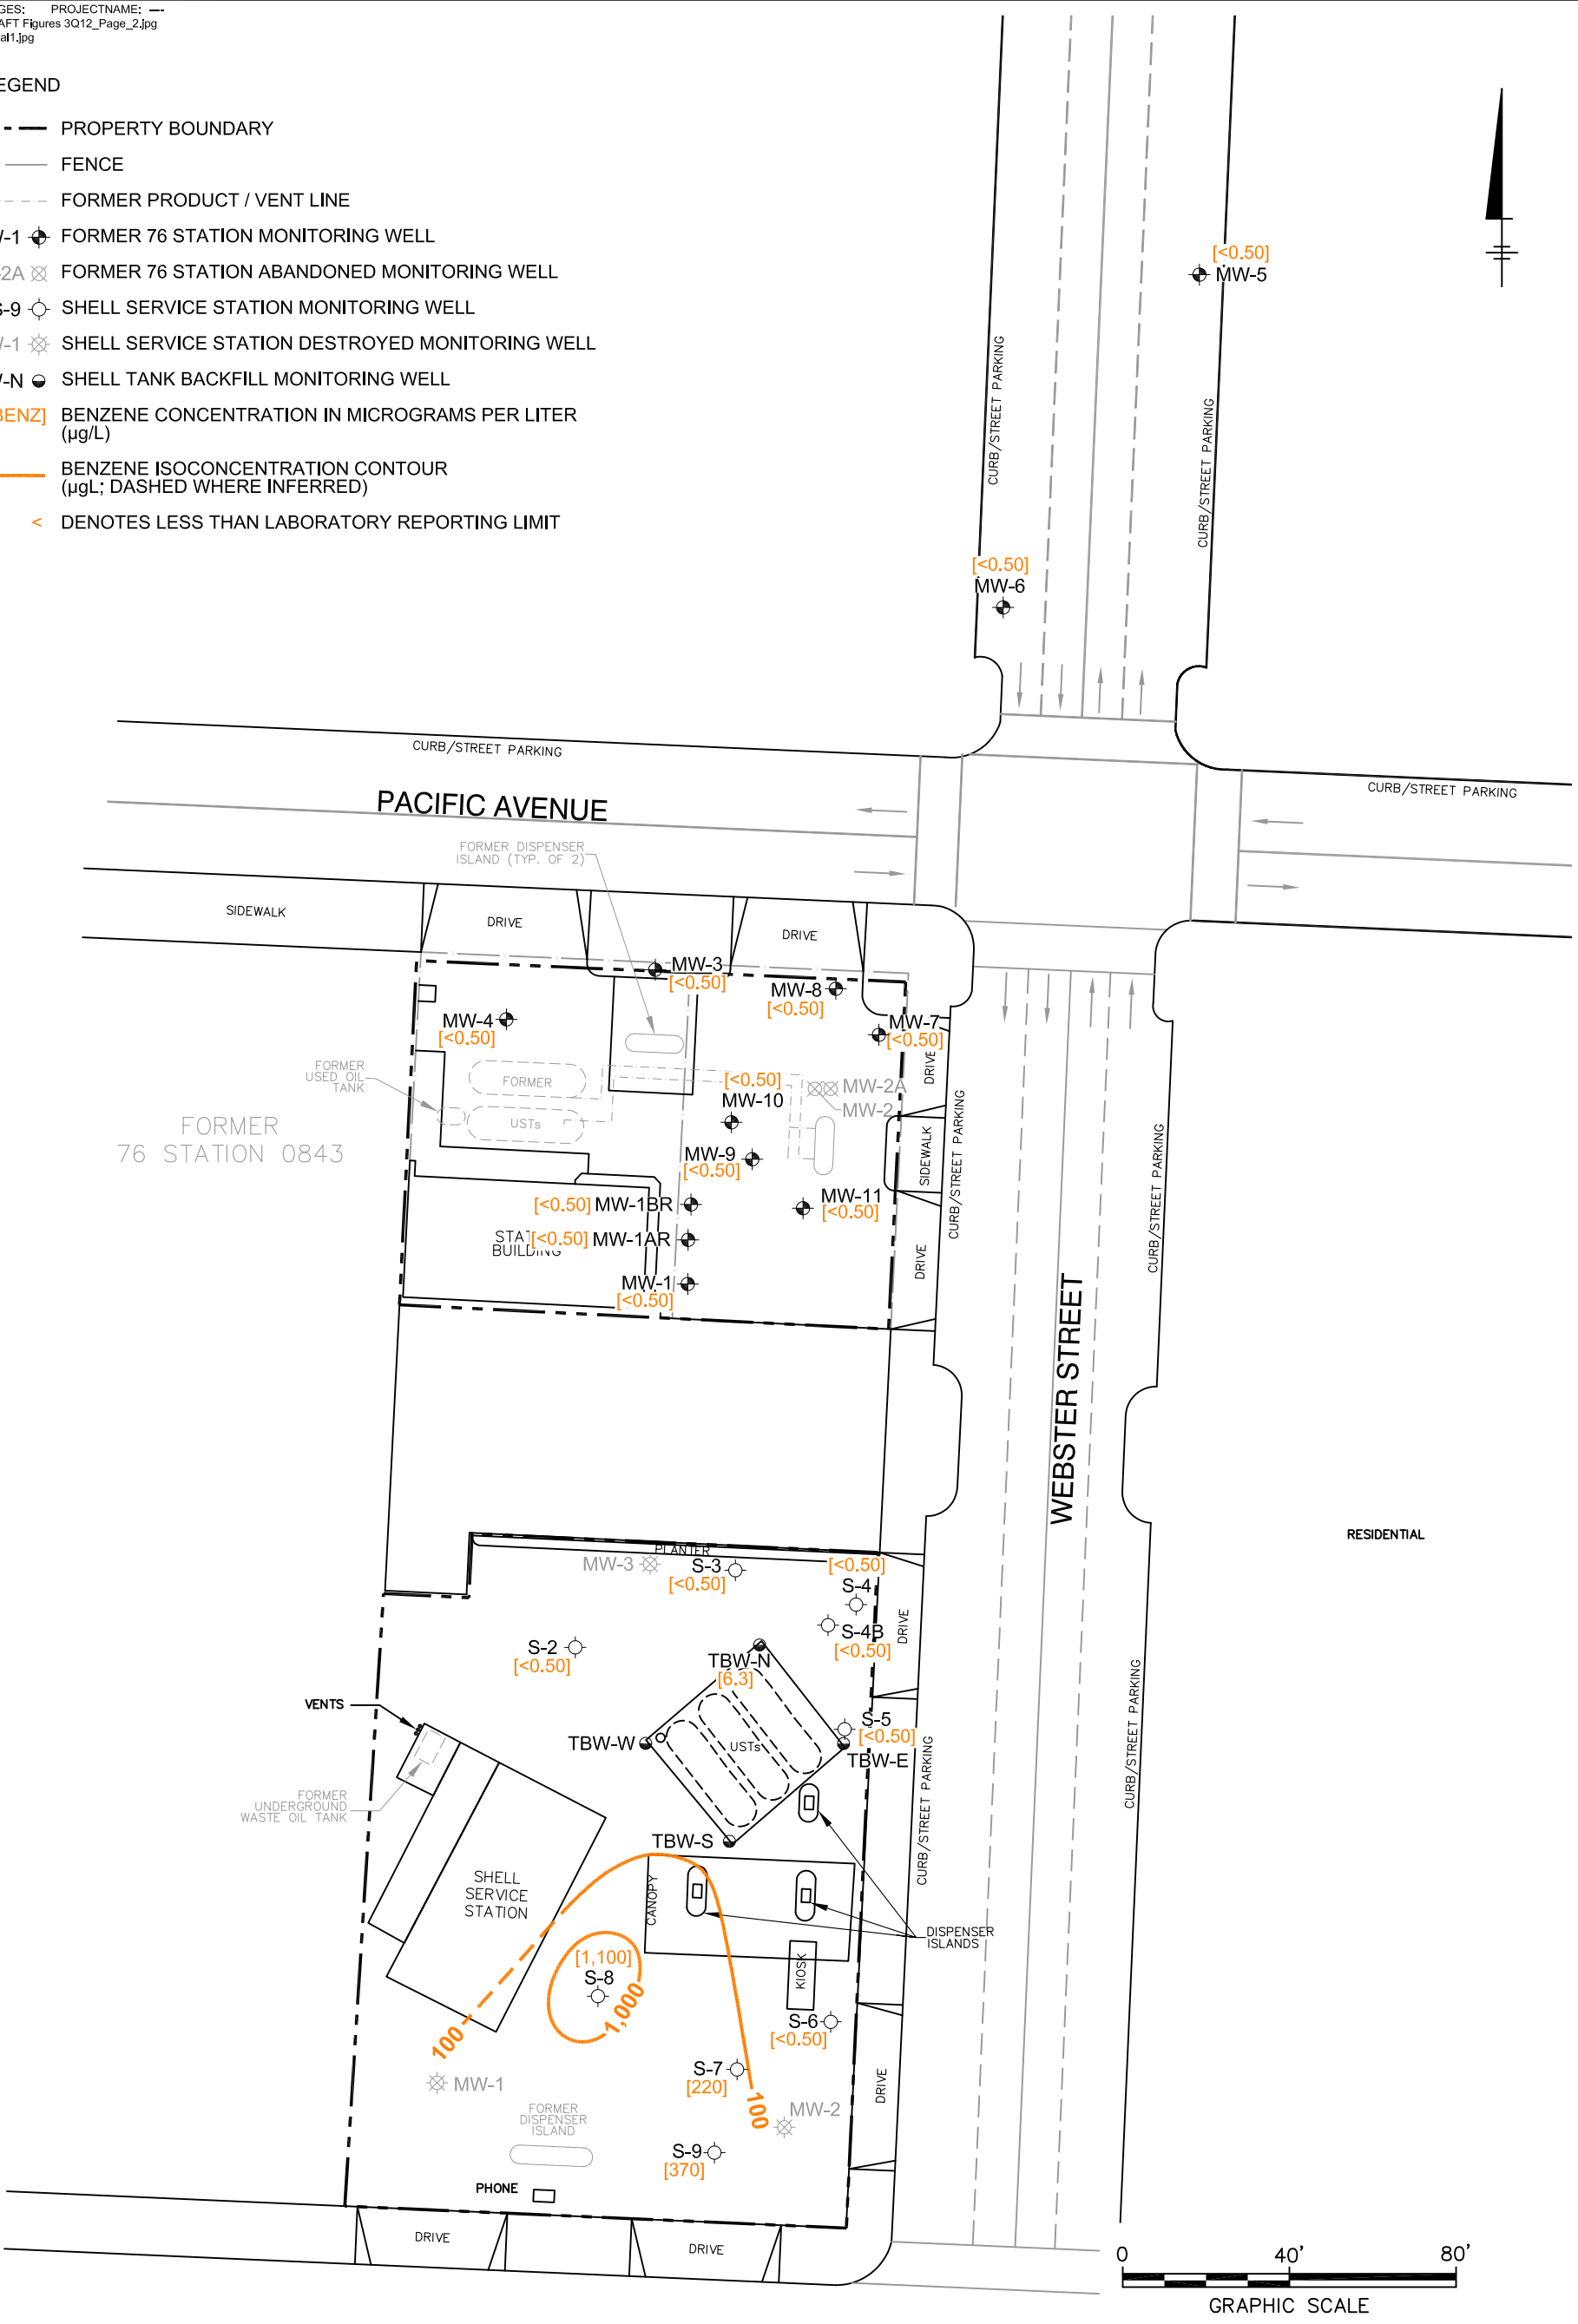 GES: PROJECTNAME: ---
AFT Figures 3Q12_Page_2.jpg
al1.jpg
EGEND
PROPERTY BOUNDARY
FENCE
FORMER PRODUCT / VENT LINE
W-1 FORMER 76 STATION MONITORING WELL
-2A FORMER 76 STATION ABANDONED MONITORING WELL
S-9 SHELL SERVICE STATION MONITORING WELL
W-1 SHELL SERVICE STATION DESTROYED MONITORING WELL
W-N SHELL TANK BACKFILL MONITORING WELL
BENZ] BENZENE CONCENTRATION IN MICROGRAMS PER LITER
(µg/L)
BENZENE ISOCONCENTRATION CONTOUR
(µgL; DASHED WHERE INFERRED)
< DENOTES LESS THAN LABORATORY REPORTING LIMIT
[<0.50]
MW-5
CURB/STREET PARKING
CURB/STREET PARKING
[<0.50]
MW-6
CURB/STREET PARKING
CURB/STREET PARKING
PACIFIC AVENUE
FORMER DISPENSER
ISLAND (TYP. OF 2)
SIDEWALK
DRIVE
DRIVE
MW-3
[<0.50]
MW-8
[<0.50]
MW-4
[<0.50]
MW-7
[<0.50]
DRIVE
FORMER
USED OIL
TANK
FORMER
USTs
[<0.50]
MW-10
MW-2A
MW-2
FORMER
76 STATION 0843
MW-9
[<0.50]
SIDEWALK
CURB/STREET PARKING
CURB/STREET PARKING
MW-11
[<0.50]
[<0.50] MW-1BR
STAT
BUILDING
[<0.50] MW-1AR
DRIVE
MW-1
[<0.50]
WEBSTER STREET
RESIDENTIAL
PLANTER
MW-3
S-3
[<0.50]
[<0.50]
S-4
S-4B
[<0.50]
DRIVE
S-2
[<0.50]
TBW-N
[6.3]
VENTS
S-5
[<0.50]
TBW-W
USTs
TBW-E
CURB/STREET PARKING
CURB/STREET PARKING
FORMER
UNDERGROUND
WASTE OIL TANK
TBW-S
SHELL
SERVICE
STATION
CANOPY
DISPENSER
ISLANDS
[1,100]
S-8
1,000
KIOSK
S-6
[<0.50]
100
S-7
[220]
MW-1
100
MW-2
DRIVE
FORMER
DISPENSER
ISLAND
S-9
[370]
PHONE
DRIVE
DRIVE
0 40' 80'
GRAPHIC SCALE